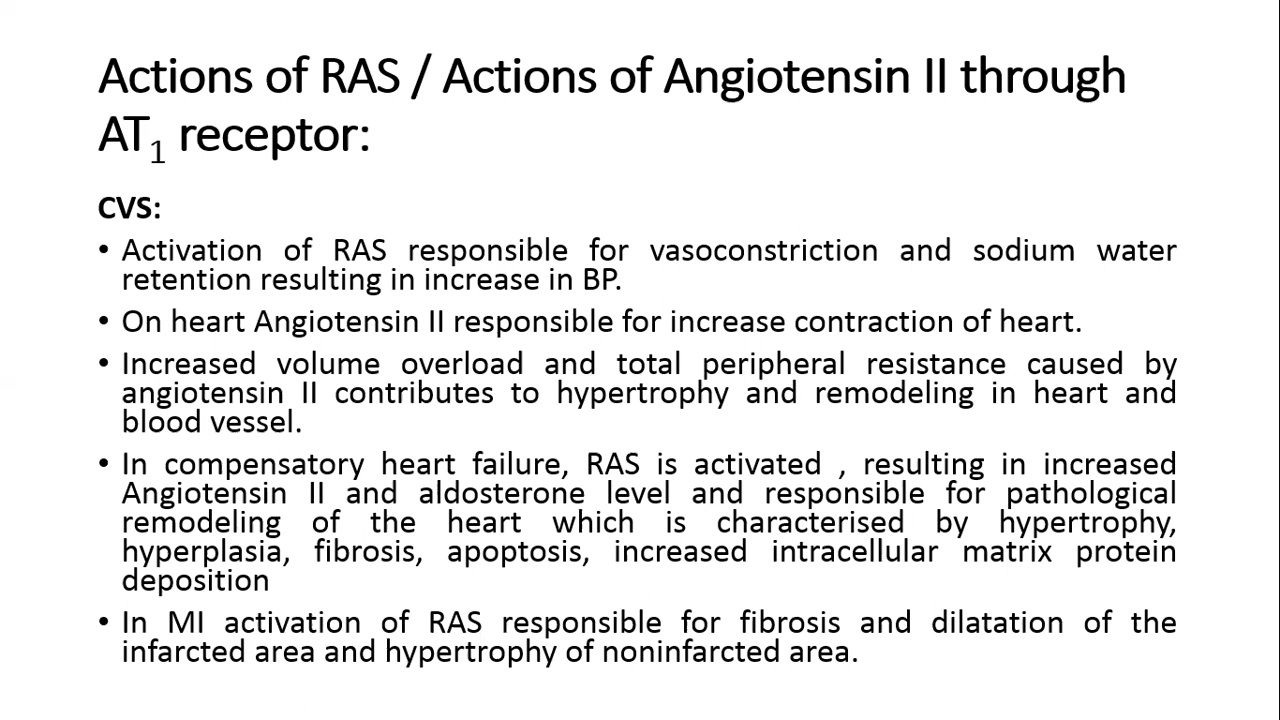 Actions of RAS / Actions of Angiotensin II through
AT₁ receptor:
CVS:
• Activation of RAS responsible for vasoconstriction and sodium water
retention resulting in increase in BP.
• On heart Angiotensin II responsible for increase contraction of heart.
• Increased volume overload and total peripheral resistance caused by
angiotensin II contributes to hypertrophy and remodeling in heart and
blood vessel.
• In compensatory heart failure, RAS is activated , resulting in increased
Angiotensin II and aldosterone level and responsible for pathological
remodeling of the heart which is characterised by hypertrophy,
hyperplasia, fibrosis, apoptosis, increased intracellular matrix protein
deposition
• In MI activation of RAS responsible for fibrosis and dilatation of the
infarcted area and hypertrophy of noninfarcted area.